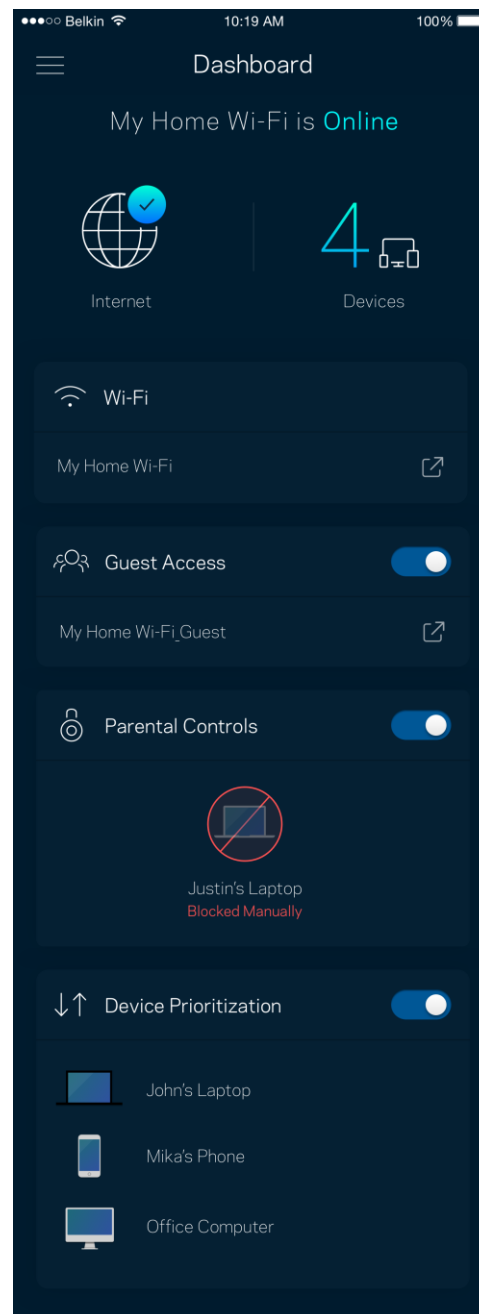 Belkin 10:19 AM 100%
Dashboard
My Home Wi-Fi is Online
4
Internet Devices
Wi-Fi
My Home Wi-Fi
Guest Access
My Home Wi-Fi_Guest
Parental Controls
Justin's Laptop
Blocked Manually
Device Prioritization
John's Laptop
Mika's Phone
Office Computer